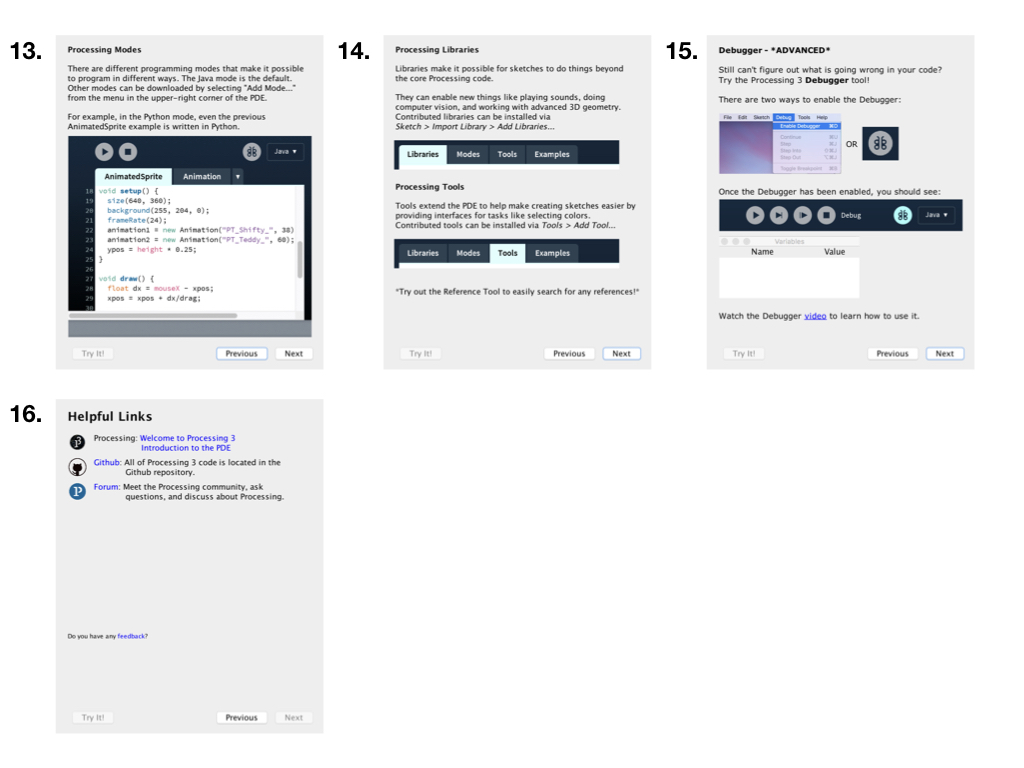 13.
Processing Modes
There are different programming modes that make it possible
to program in different ways. The Java mode is the default.
Other modes can be downloaded by selecting "Add Mode..."
from the menu in the upper-right corner of the PDE.
For example, in the Python mode, even the previous
AnimatedSprite example is written in Python.
Java ▾
AnimatedSprite Animation ▾
18 void setup() {
19 size(640, 360);
20 background(255, 204, 0);
21 frameRate(24);
22 animation1 = new Animation("PT_Shifty_", 38)
23 animation2 = new Animation("PT_Teddy_", 60);
24 ypos = height * 0.25;
25 }
26
27 void draw() {
28 float dx = mouseX - xpos;
29 xpos = xpos + dx/drag;
30
Try It! Previous Next
14.
Processing Libraries
Libraries make it possible for sketches to do things beyond
the core Processing code.
They can enable new things like playing sounds, doing
computer vision, and working with advanced 3D geometry.
Contributed libraries can be installed via
Sketch > Import Library > Add Libraries...
Libraries Modes Tools Examples
Processing Tools
Tools extend the PDE to help make creating sketches easier by
providing interfaces for tasks like selecting colors.
Contributed tools can be installed via Tools > Add Tool...
Libraries Modes Tools Examples
*Try out the Reference Tool to easily search for any references!*
Try It! Previous Next
15.
Debugger - *ADVANCED*
Still can't figure out what is going wrong in your code?
Try the Processing 3 Debugger tool!
There are two ways to enable the Debugger:
File Edit Sketch Debug Tools Help
Enable Debugger ⌘D
Continue ⌘U
Step ⌘J
Step Into ⇧⌘J
Step Out ⌥⌘J
Toggle Breakpoint ⌘B
OR
Once the Debugger has been enabled, you should see:
Debug Java ▾
Variables
Name Value
Watch the Debugger video to learn how to use it.
Try It! Previous Next
16.
Helpful Links
Processing: Welcome to Processing 3
Introduction to the PDE
Github: All of Processing 3 code is located in the
Github repository.
Forum: Meet the Processing community, ask
questions, and discuss about Processing.
Do you have any feedback?
Try It! Previous Next